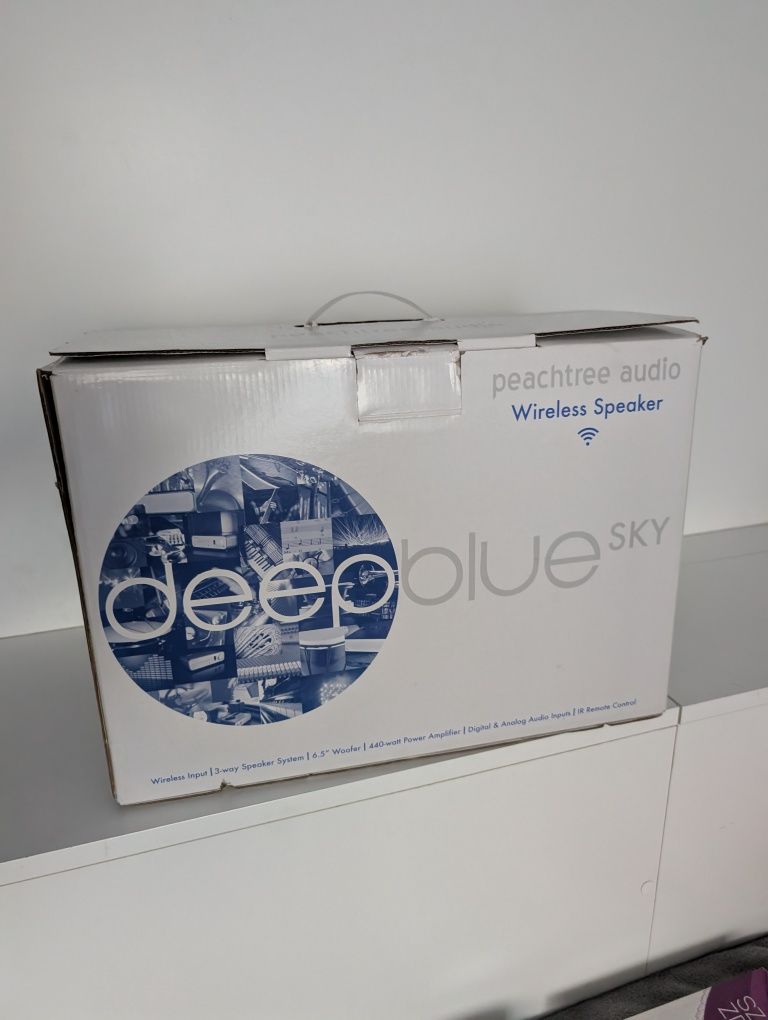 peachtree audio
Wireless Speaker
deepblue SKY
Wireless Input | 3-way Speaker System | 6.5" Woofer | 440-watt Power Amplifier | Digital & Analog Audio Inputs | IR Remote Control